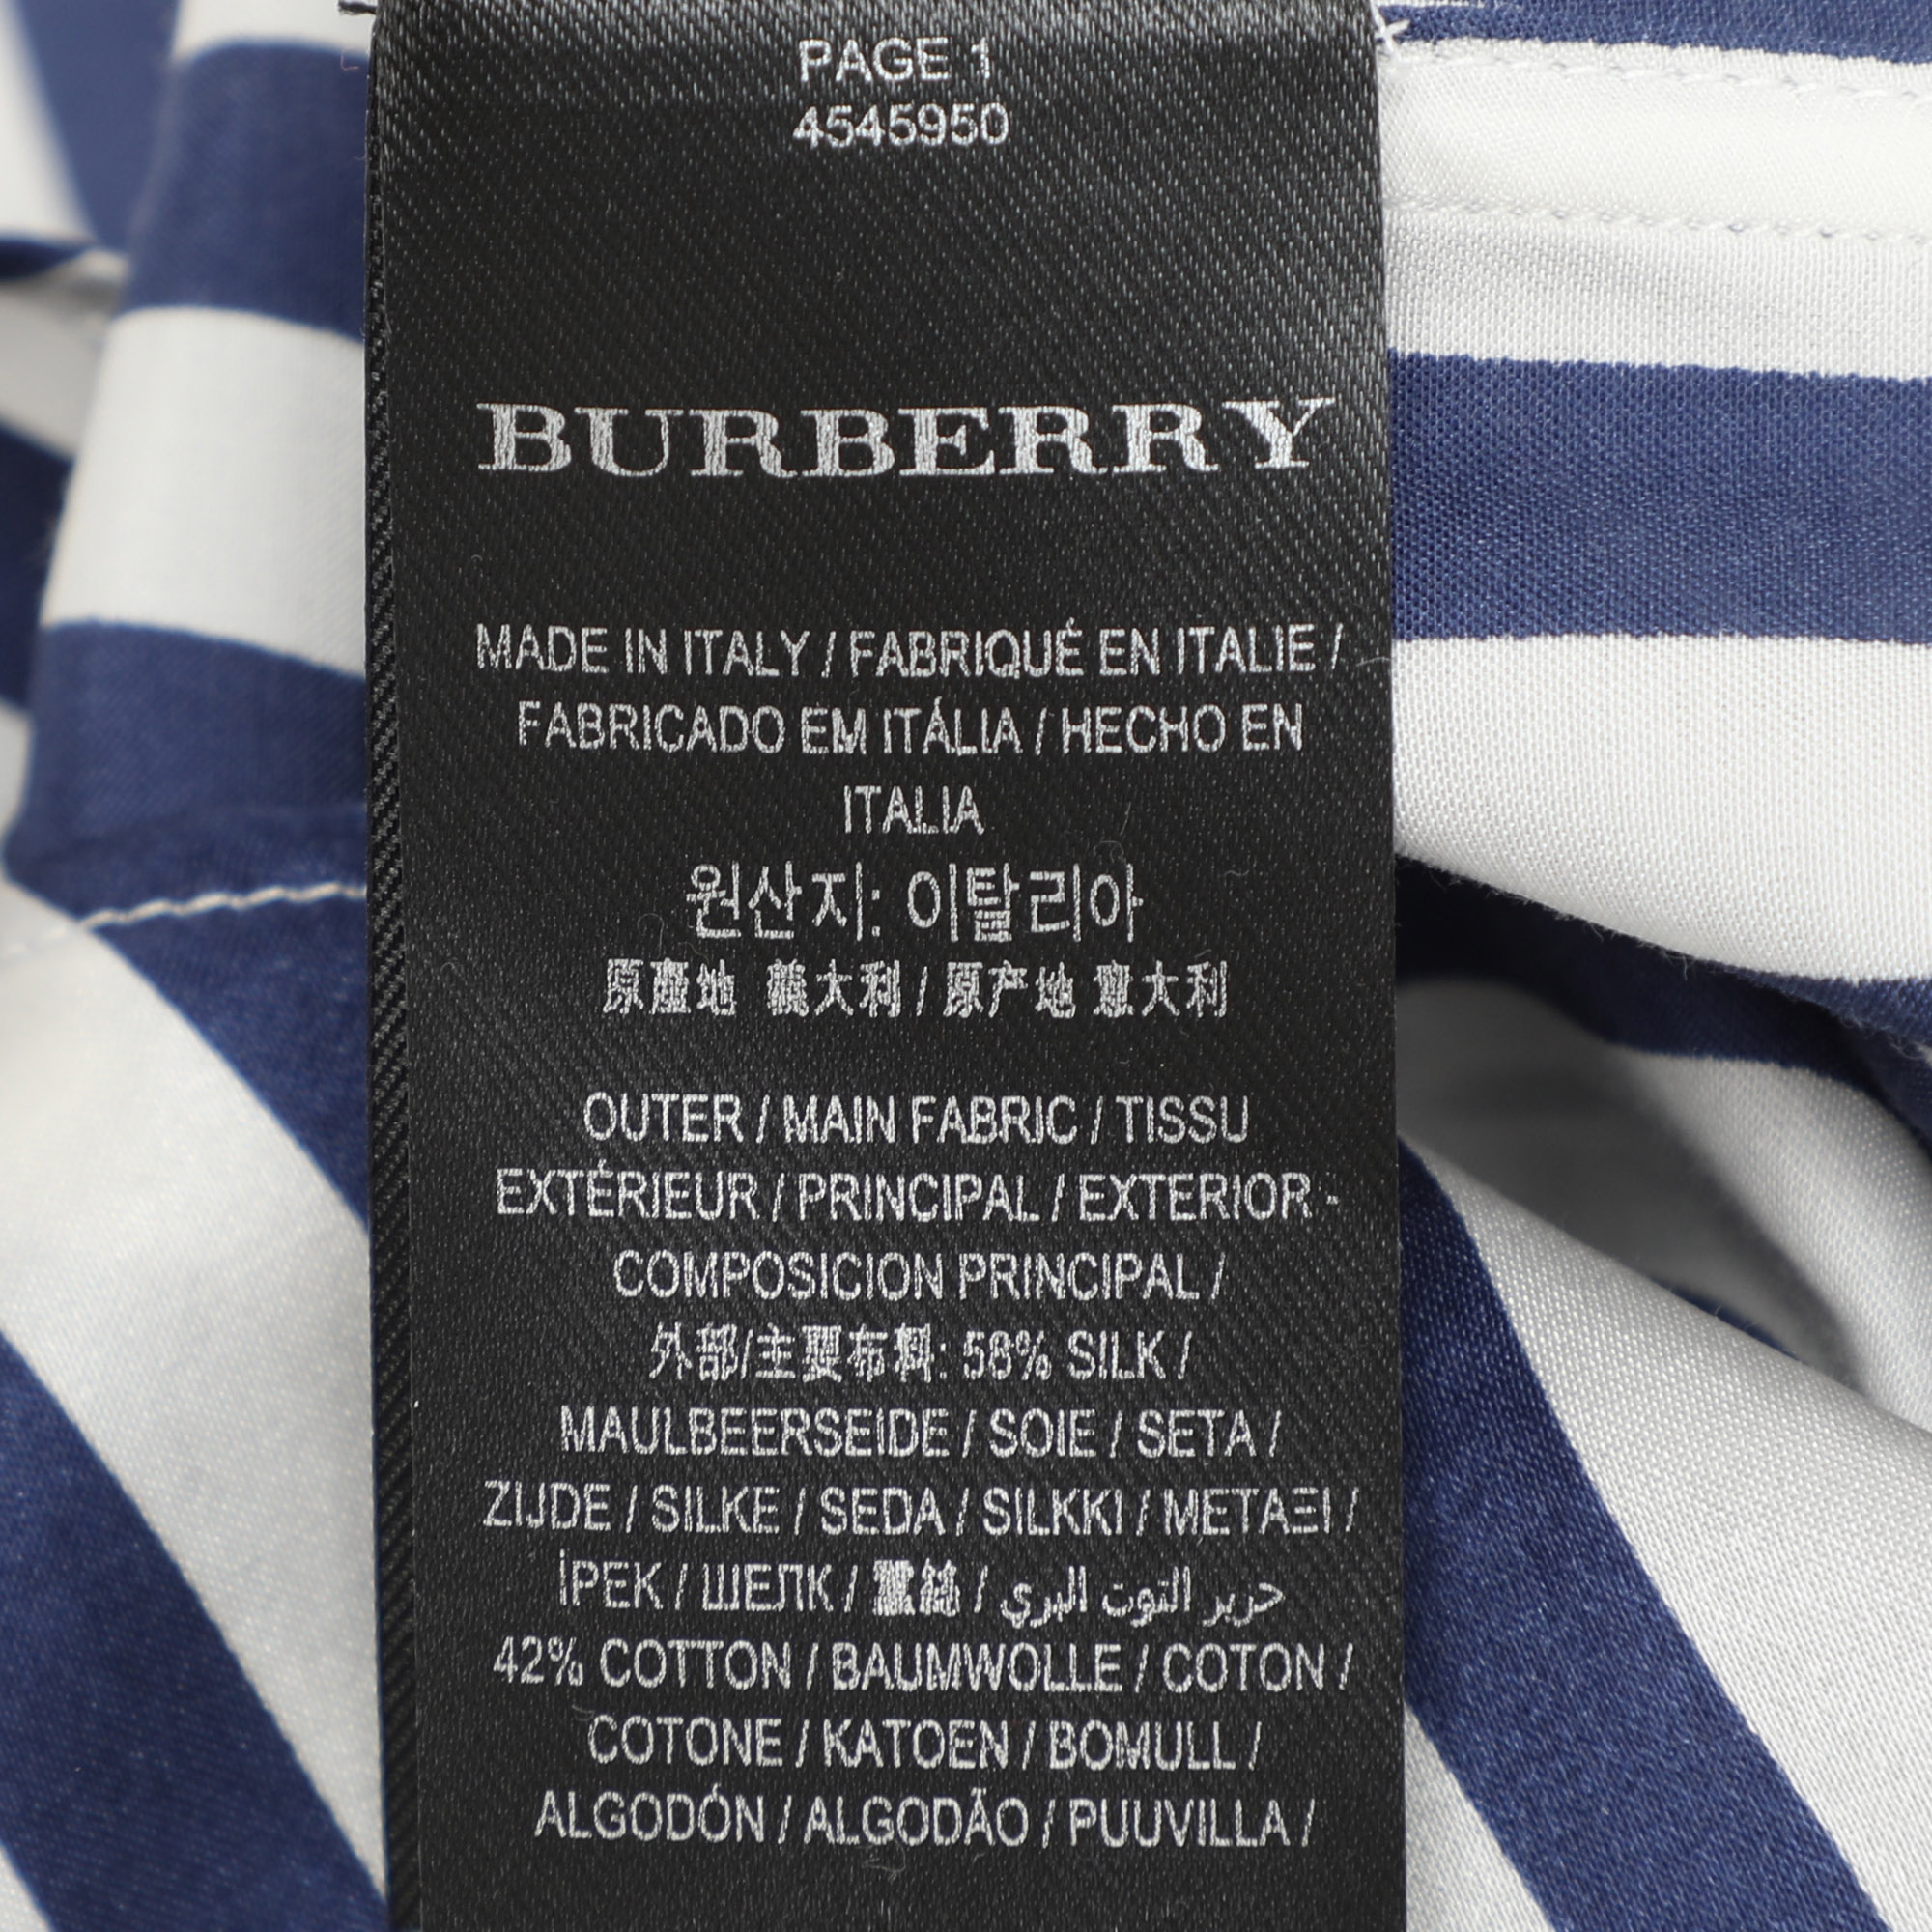 PAGE 1
4545950
BURBERRY
MADE IN ITALY / FABRIQUÉ EN ITALIE /
FABRICADO EM ITÁLIA / HECHO EN
ITALIA
원산지: 이탈리아
原產地 義大利 / 原产地 意大利
OUTER / MAIN FABRIC / TISSU
EXTÉRIEUR / PRINCIPAL / EXTERIOR -
COMPOSICION PRINCIPAL /
外部/主要布料: 58% SILK /
MAULBEERSEIDE / SOIE / SETA /
ZIJDE / SILKE / SEDA / SILKKI / ΜΕΤΑΞΙ /
İPEK / ШЕЛК / 蠶絲 / حرير التوت البري
42% COTTON / BAUMWOLLE / COTON /
COTONE / KATOEN / BOMULL /
ALGODÓN / ALGODÃO / PUUVILLA /